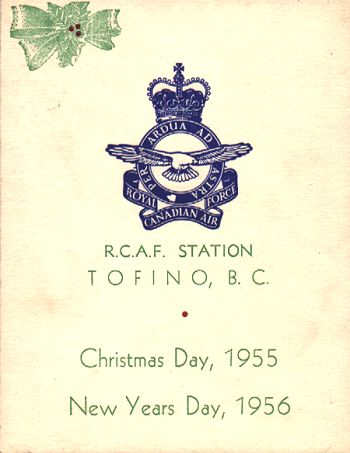 PER ARDUA AD ASTRA
ROYAL CANADIAN AIR FORCE
R.C.A.F. STATION
TOFINO, B. C.
Christmas Day, 1955
New Years Day, 1956